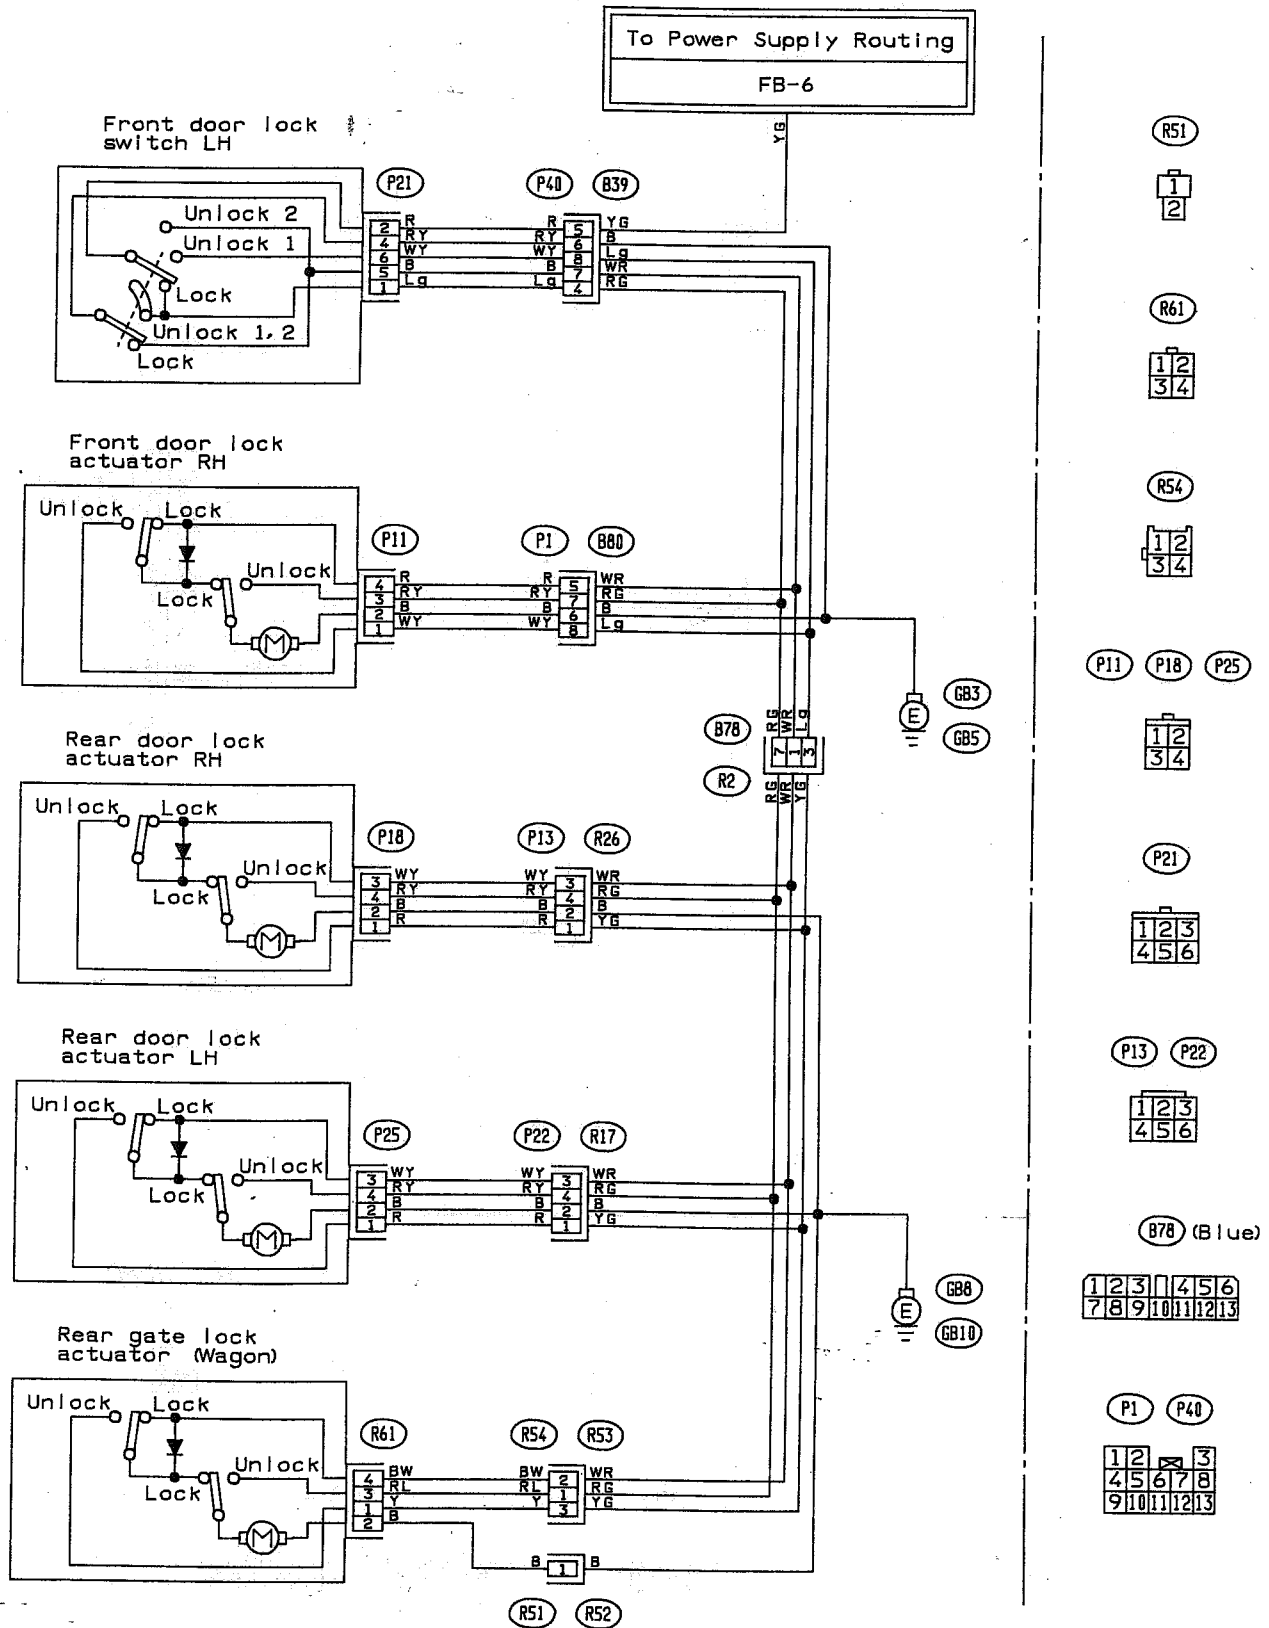 To Power Supply Routing
FB-6
YG
Front door lock
switch LH
P21
P40
B39
Unlock 2
Unlock 1
Lock
Unlock 1, 2
Lock
2 R R 5 YG
4 RY RY 6 B
6 WY WY 8 Lg
5 B B 7 WR
1 Lg Lg 4 RG
Front door lock
actuator RH
Unlock Lock
Unlock
Lock
M
P11
P1
B80
4 R R 5 WR
3 RY RY 7 RG
2 B B 6 B
1 WY WY 8 Lg
E
GB3
GB5
B78
RG WR Lg
7 1 3
R2
RG WR YG
Rear door lock
actuator RH
Unlock Lock
Unlock
Lock
M
P18
P13
R26
3 WY WY 3 WR
4 RY RY 4 RG
2 B B 2 B
1 R R 1 YG
Rear door lock
actuator LH
Unlock Lock
Unlock
Lock
M
P25
P22
R17
3 WY WY 3 WR
4 RY RY 4 RG
2 B B 2 B
1 R R 1 YG
E
GB8
GB10
Rear gate lock
actuator (Wagon)
Unlock Lock
Unlock
Lock
M
R61
R54
R53
4 BW BW 2 WR
3 RL RL 1 RG
1 Y Y 3 YG
2 B
B 1 B
R51
R52
R51
1
2
R61
1 2
3 4
R54
1 2
3 4
P11 P18 P25
1 2
3 4
P21
1 2 3
4 5 6
P13 P22
1 2 3
4 5 6
B78 (Blue)
1 2 3 4 5 6
7 8 9 10 11 12 13
P1 P40
1 2 3
4 5 6 7 8
9 10 11 12 13